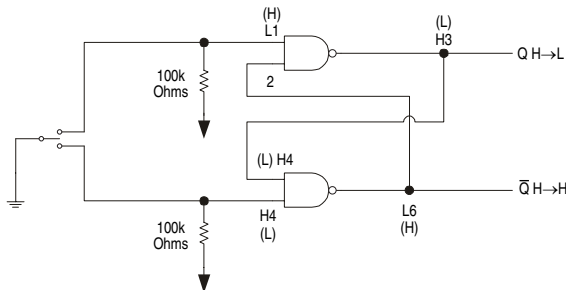 (H)
L1
(L)
H3
Q H→L
100k
Ohms
2
(L) H4
Q̅ H→H
H4
(L)
L6
(H)
100k
Ohms